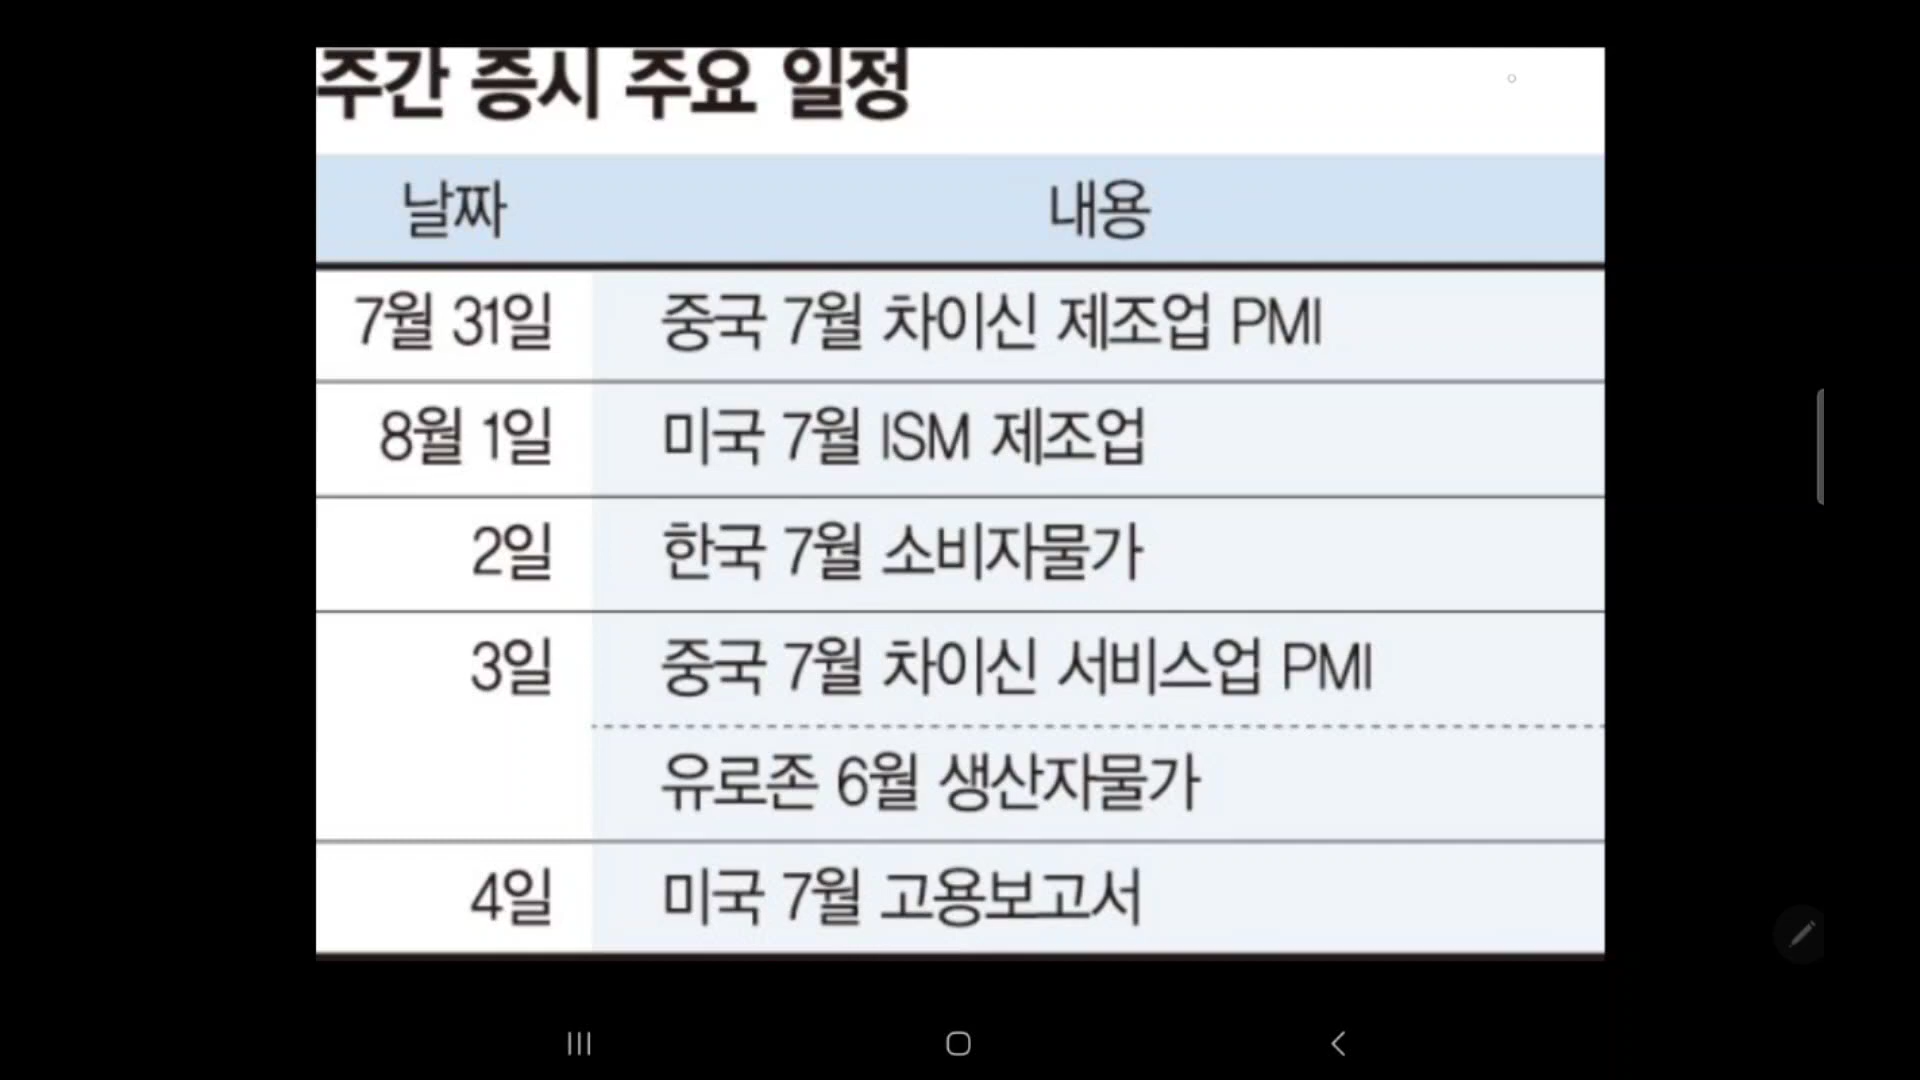 주간 증시 주요 일정
날짜 내용
7월 31일 중국 7월 차이신 제조업 PMI
8월 1일 미국 7월 ISM 제조업
2일 한국 7월 소비자물가
3일 중국 7월 차이신 서비스업 PMI
유로존 6월 생산자물가
4일 미국 7월 고용보고서